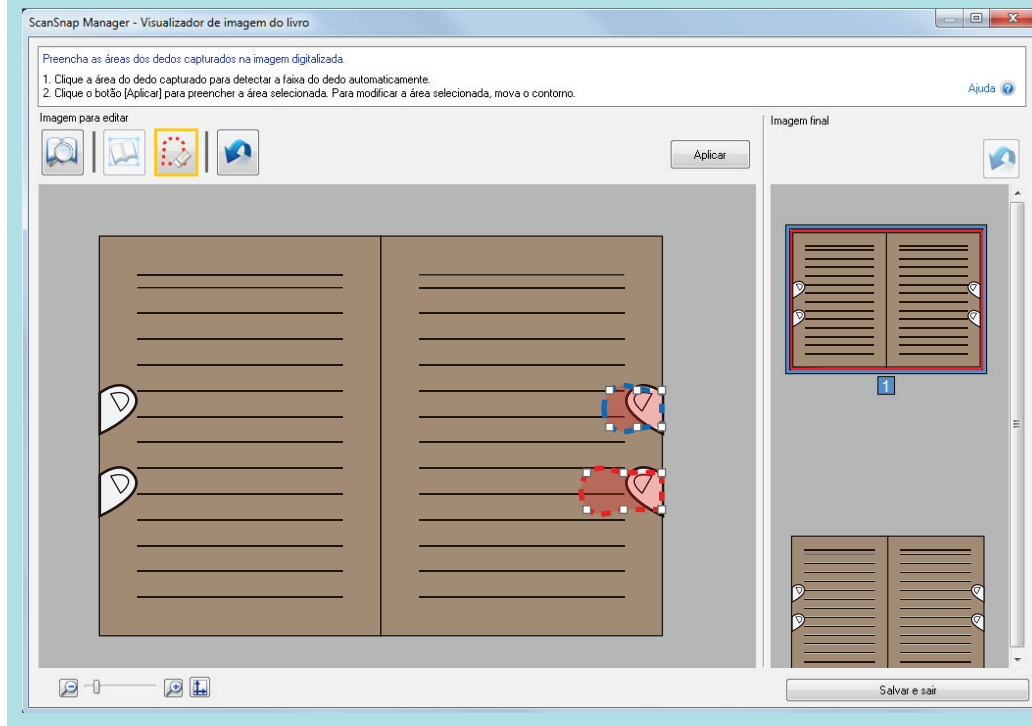 ScanSnap Manager - Visualizador de imagem do livro
Preencha as áreas dos dedos capturados na imagem digitalizada.
1. Clique a área do dedo capturado para detectar a faixa do dedo automaticamente.
2. Clique o botão [Aplicar] para preencher a área selecionada. Para modificar a área selecionada, mova o contorno.
Ajuda
Imagem para editar
Aplicar
Imagem final
1
Salvar e sair